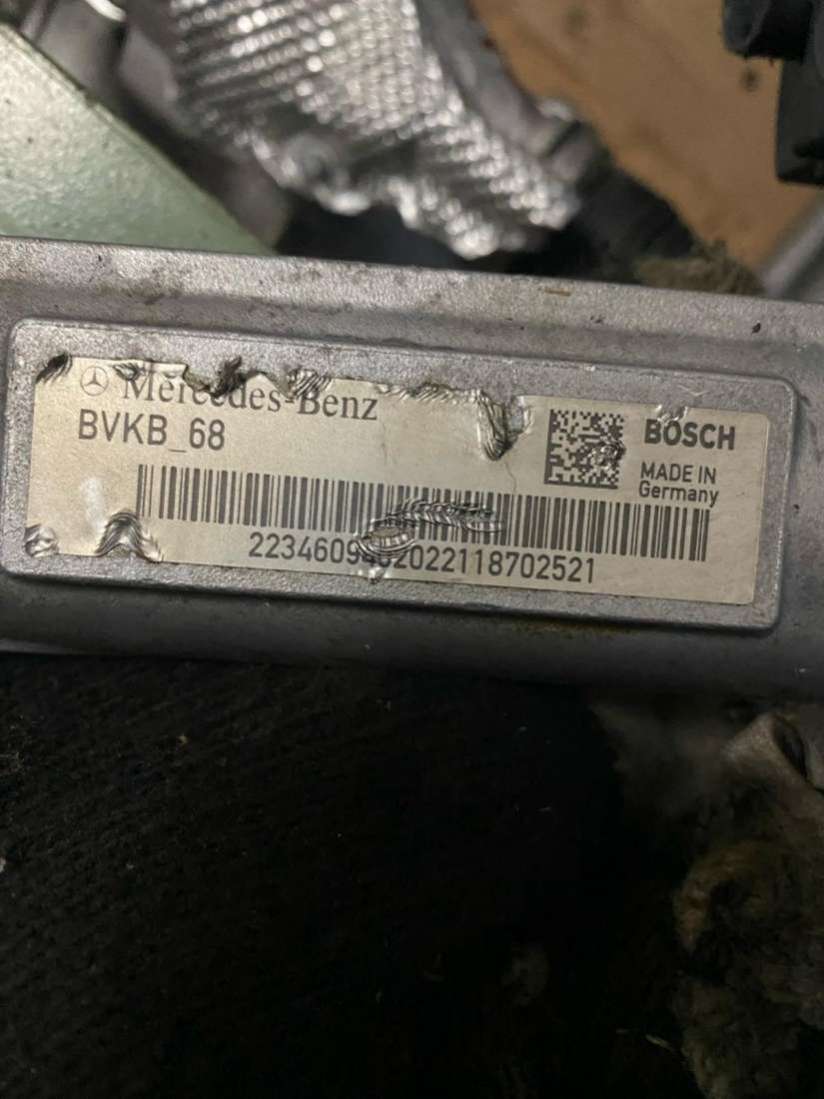 Mercedes-Benz
BVKB_68
BOSCH
MADE IN
Germany